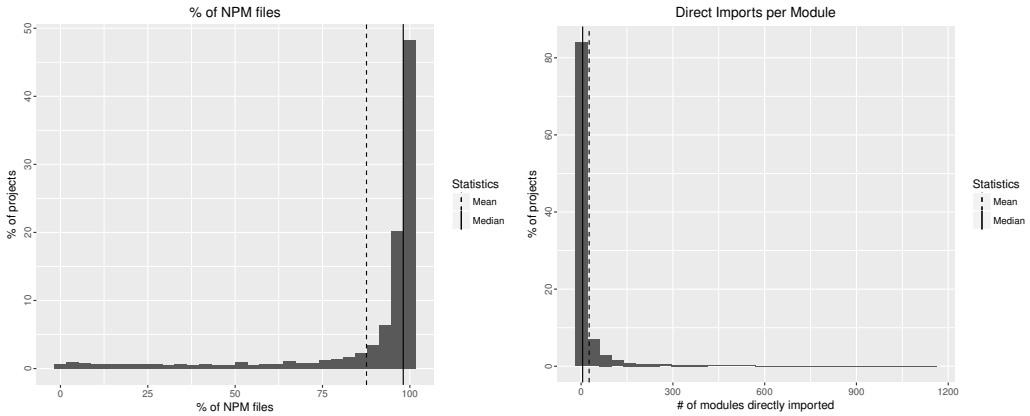 % of NPM files
50
40
30
20
10
0
% of projects
0
25
50
75
100
% of NPM files
Statistics
Mean
Median
Direct Imports per Module
80
60
40
20
0
% of projects
0
300
600
900
1200
# of modules directly imported
Statistics
Mean
Median